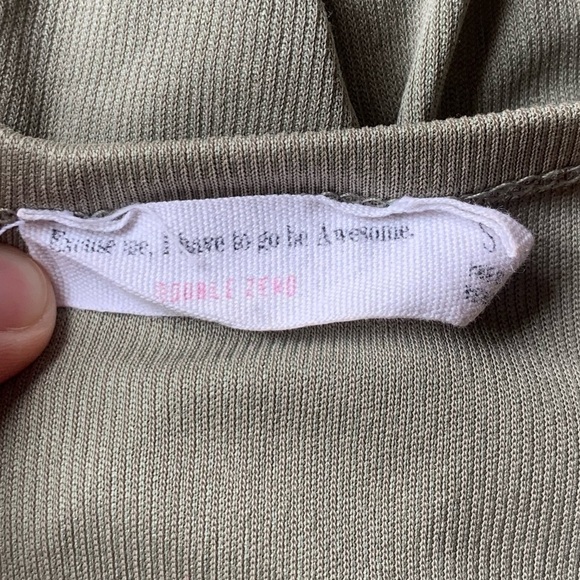 Excuse me, I have to go be Awesome.
DOUBLE ZERO
S